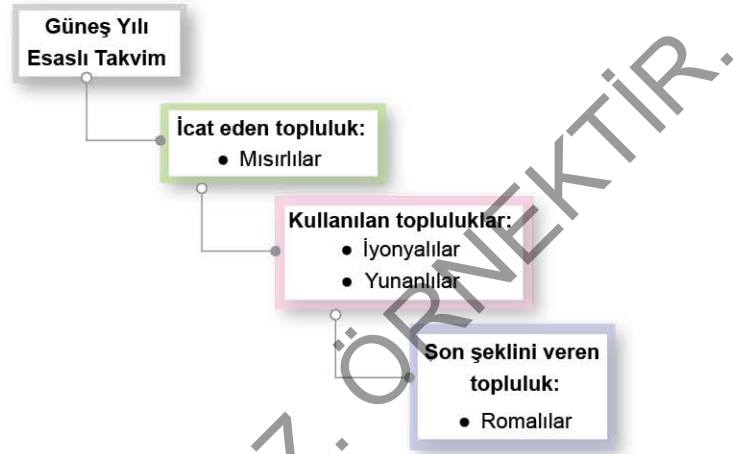 Güneş Yılı
Esaslı Takvim
İcat eden topluluk:
● Mısırlılar
Kullanılan topluluklar:
● İyonyalılar
● Yunanlılar
Son şeklini veren
topluluk:
● Romalılar
Z. ÖRNEKTİR.